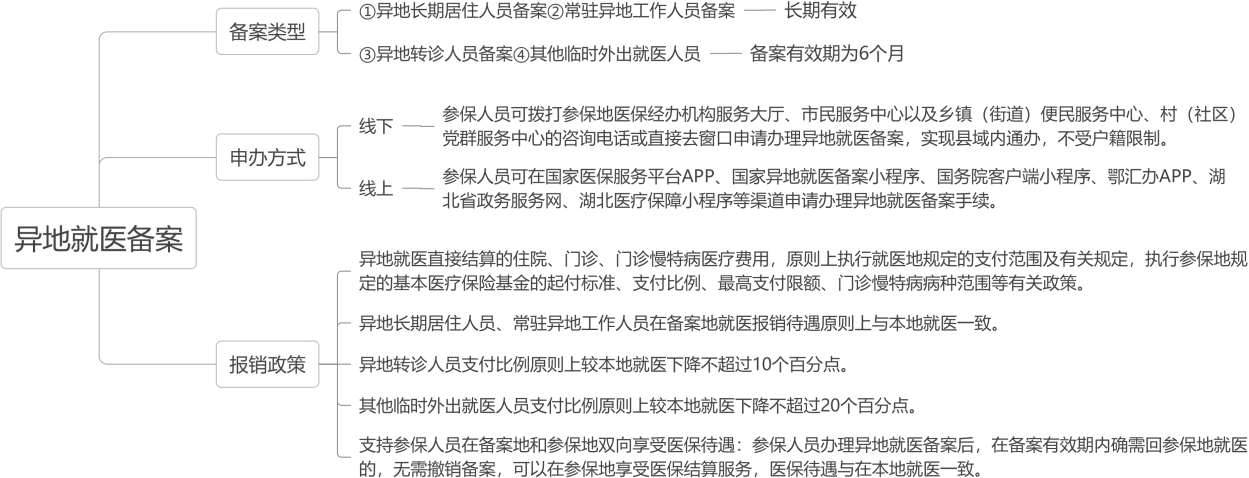 异地就医备案
备案类型
①异地长期居住人员备案②常驻异地工作人员备案
长期有效
③异地转诊人员备案④其他临时外出就医人员
备案有效期为6个月
申办方式
线下
参保人员可拨打参保地医保经办机构服务大厅、市民服务中心以及乡镇（街道）便民服务中心、村（社区）
党群服务中心的咨询电话或直接去窗口申请办理异地就医备案，实现县域内通办，不受户籍限制。
线上
参保人员可在国家医保服务平台APP、国家异地就医备案小程序、国务院客户端小程序、鄂汇办APP、湖
北省政务服务网、湖北医疗保障小程序等渠道申请办理异地就医备案手续。
报销政策
异地就医直接结算的住院、门诊、门诊慢特病医疗费用，原则上执行就医地规定的支付范围及有关规定，执行参保地规
定的基本医疗保险基金的起付标准、支付比例、最高支付限额、门诊慢特病病种范围等有关政策。
异地长期居住人员、常驻异地工作人员在备案地就医报销待遇原则上与本地就医一致。
异地转诊人员支付比例原则上较本地就医下降不超过10个百分点。
其他临时外出就医人员支付比例原则上较本地就医下降不超过20个百分点。
支持参保人员在备案地和参保地双向享受医保待遇：参保人员办理异地就医备案后，在备案有效期内确需回参保地就医
的，无需撤销备案，可以在参保地享受医保结算服务，医保待遇与在本地就医一致。